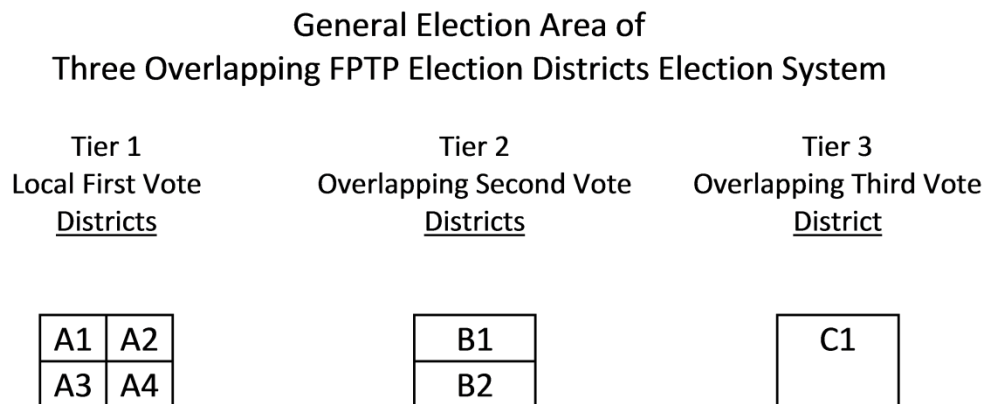 General Election Area of
Three Overlapping FPTP Election Districts Election System
Tier 1
Local First Vote
Districts
Tier 2
Overlapping Second Vote
Districts
Tier 3
Overlapping Third Vote
District
A1 A2
A3 A4
B1
B2
C1